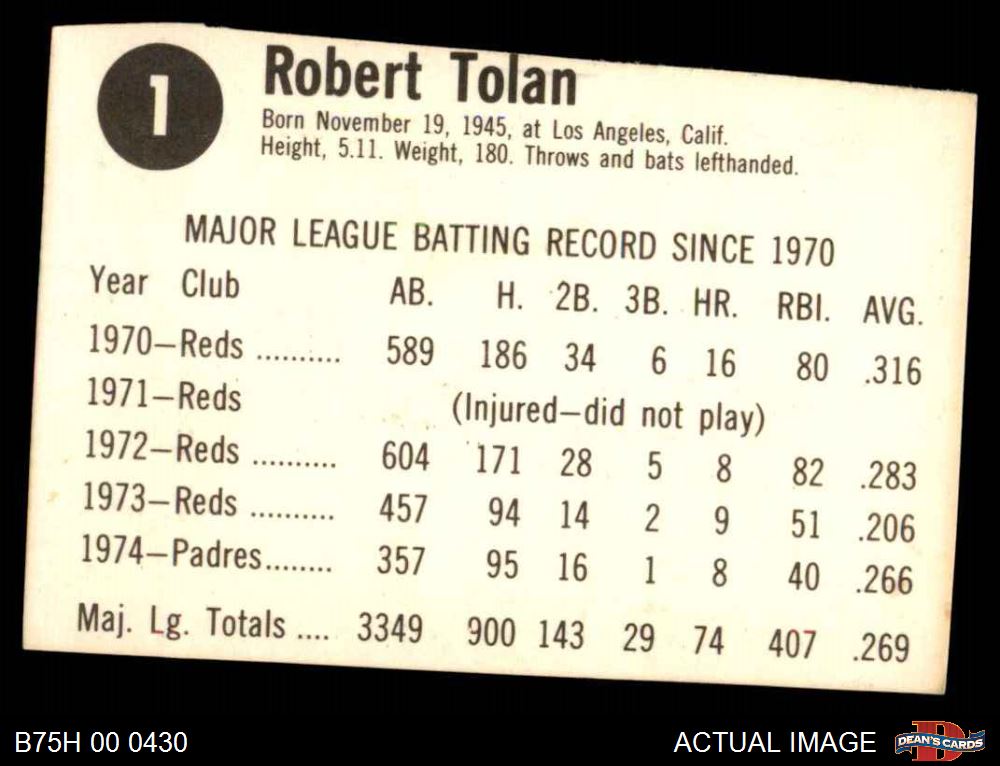 1
Robert Tolan
Born November 19, 1945, at Los Angeles, Calif.
Height, 5.11. Weight, 180. Throws and bats lefthanded.
MAJOR LEAGUE BATTING RECORD SINCE 1970
Year Club AB. H. 2B. 3B. HR. RBI. AVG.
1970—Reds .......... 589 186 34 6 16 80 .316
1971—Reds (Injured—did not play)
1972—Reds .......... 604 171 28 5 8 82 .283
1973—Reds .......... 457 94 14 2 9 51 .206
1974—Padres........ 357 95 16 1 8 40 .266
Maj. Lg. Totals .... 3349 900 143 29 74 407 .269
B75H 00 0430
ACTUAL IMAGE
D
DEAN'S CARDS